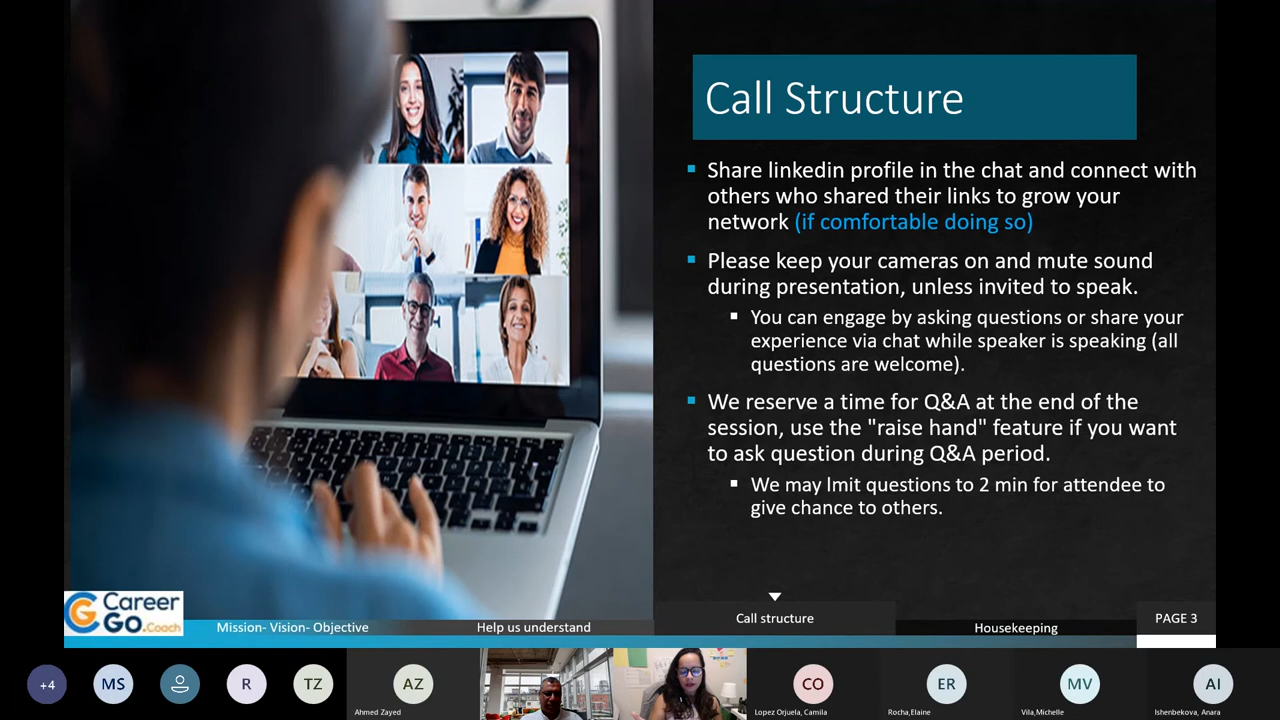 Call Structure
Share linkedin profile in the chat and connect with
others who shared their links to grow your
network (if comfortable doing so)
Please keep your cameras on and mute sound
during presentation, unless invited to speak.
You can engage by asking questions or share your
experience via chat while speaker is speaking (all
questions are welcome).
We reserve a time for Q&A at the end of the
session, use the "raise hand" feature if you want
to ask question during Q&A period.
We may lmit questions to 2 min for attendee to
give chance to others.
Career
Go.Coach
Mission- Vision- Objective
Help us understand
Call structure
Housekeeping
PAGE 3
+4
MS
R
TZ
AZ
CO
ER
MV
AI
Ahmed Zayed
Lopez Orjuela, Camila
Rocha,Elaine
Vila,Michelle
Ishenbekova, Anara